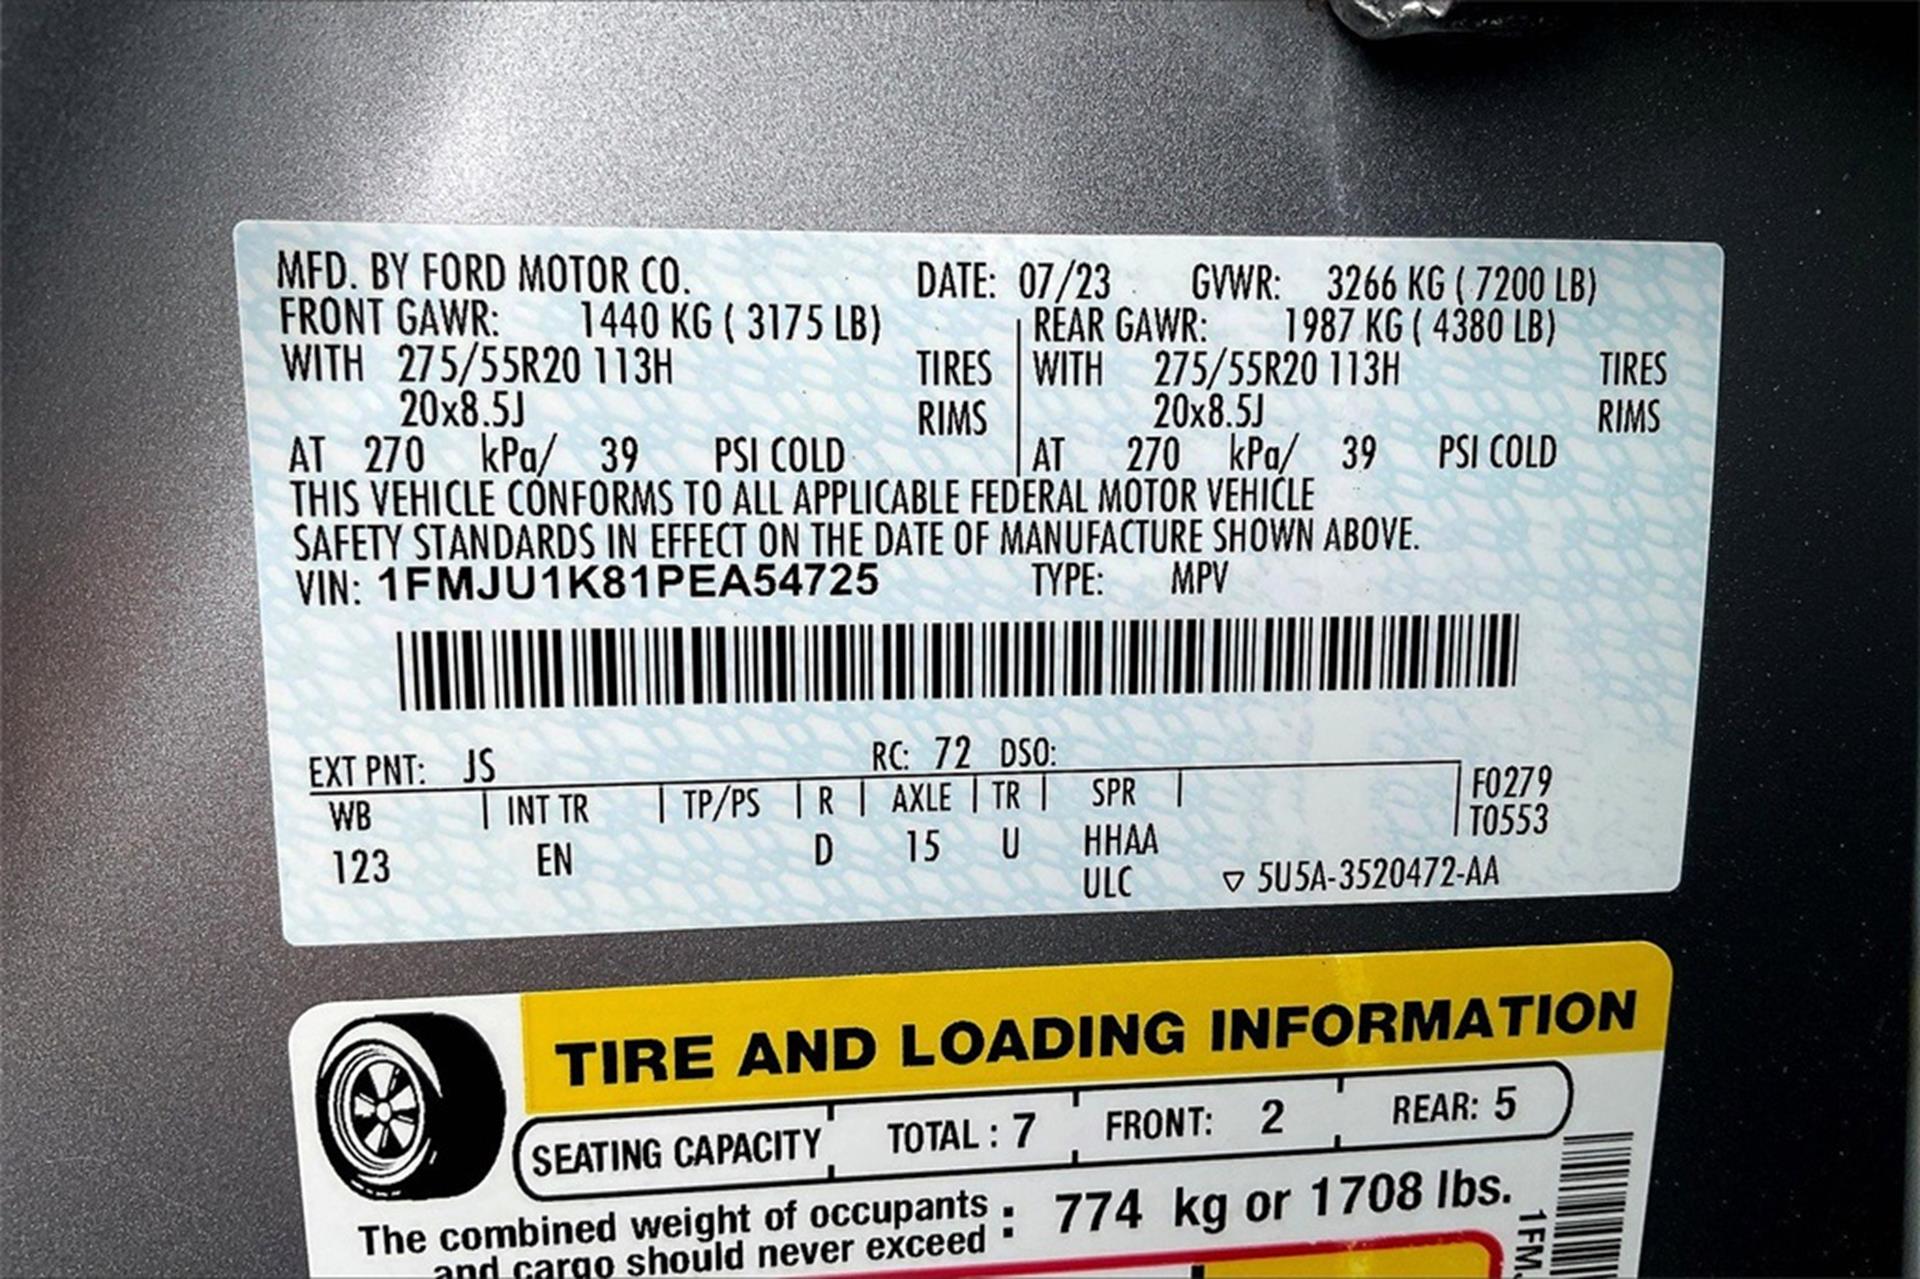 MFD. BY FORD MOTOR CO. DATE: 07/23 GVWR: 3266 KG ( 7200 LB)
FRONT GAWR: 1440 KG ( 3175 LB) REAR GAWR: 1987 KG ( 4380 LB)
WITH 275/55R20 113H TIRES WITH 275/55R20 113H TIRES
20x8.5J RIMS 20x8.5J RIMS
AT 270 kPa/ 39 PSI COLD AT 270 kPa/ 39 PSI COLD
THIS VEHICLE CONFORMS TO ALL APPLICABLE FEDERAL MOTOR VEHICLE
SAFETY STANDARDS IN EFFECT ON THE DATE OF MANUFACTURE SHOWN ABOVE.
VIN: 1FMJU1K81PEA54725 TYPE: MPV
EXT PNT: JS RC: 72 DSO:
WB INT TR TP/PS R AXLE TR SPR F0279
T0553
123 EN D 15 U HHAA
ULC ▽ 5U5A-3520472-AA
TIRE AND LOADING INFORMATION
SEATING CAPACITY TOTAL : 7 FRONT: 2 REAR: 5
The combined weight of occupants : 774 kg or 1708 lbs.
and cargo should never exceed
1FM